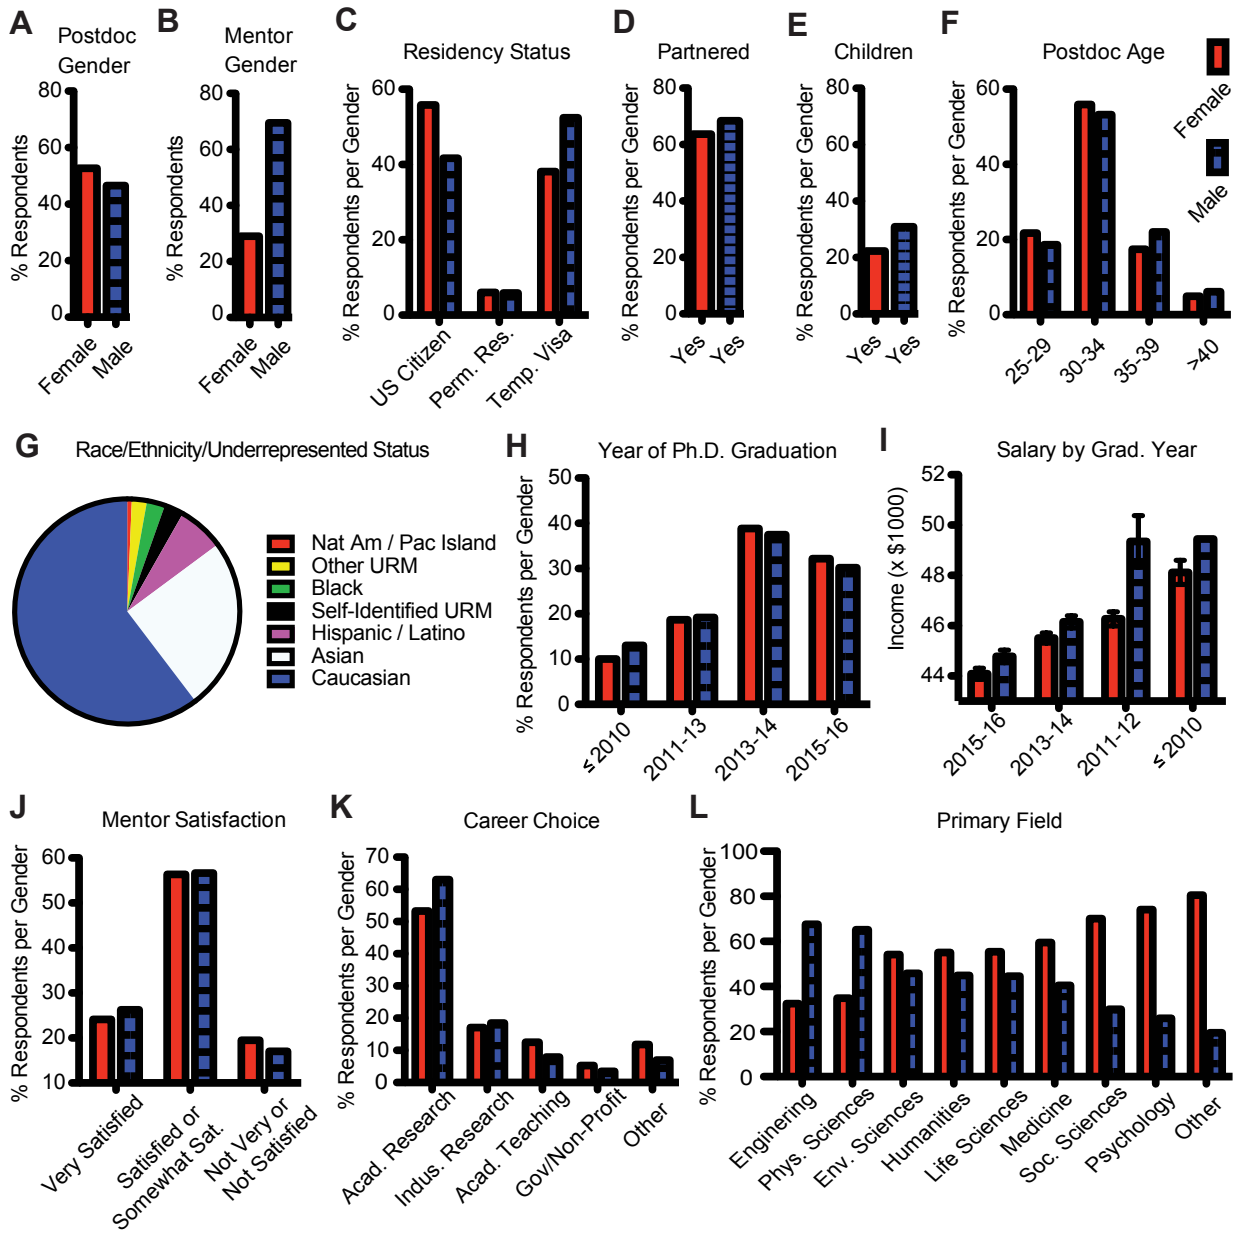 A
Postdoc
Gender
% Respondents
80
60
40
20
0
Female
Male
B
Mentor
Gender
% Respondents
80
60
40
20
0
Female
Male
C
Residency Status
% Respondents per Gender
60
40
20
0
US Citizen
Perm. Res.
Temp. Visa
D
Partnered
% Respondents per Gender
80
60
40
20
0
Yes
Yes
E
Children
% Respondents per Gender
80
60
40
20
0
Yes
Yes
F
Postdoc Age
% Respondents per Gender
60
40
20
0
25-29
30-34
35-39
>40
Female
Male
G
Race/Ethnicity/Underrepresented Status
Nat Am / Pac Island
Other URM
Black
Self-Identified URM
Hispanic / Latino
Asian
Caucasian
H
Year of Ph.D. Graduation
% Respondents per Gender
50
40
30
20
10
0
≤ 2010
2011-13
2013-14
2015-16
I
Salary by Grad. Year
Income (x $1000)
52
50
48
46
44
2015-16
2013-14
2011-12
≤ 2010
J
Mentor Satisfaction
% Respondents per Gender
60
50
40
30
20
10
Very Satisfied
Satisfied or
Somewhat Sat.
Not Very or
Not Satisfied
K
Career Choice
% Respondents per Gender
70
60
50
40
30
20
10
0
Acad. Research
Indus. Research
Acad. Teaching
Gov/Non-Profit
Other
L
Primary Field
% Respondents per Gender
100
80
60
40
20
0
Enginering
Phys. Sciences
Env. Sciences
Humanities
Life Sciences
Medicine
Soc. Sciences
Psychology
Other